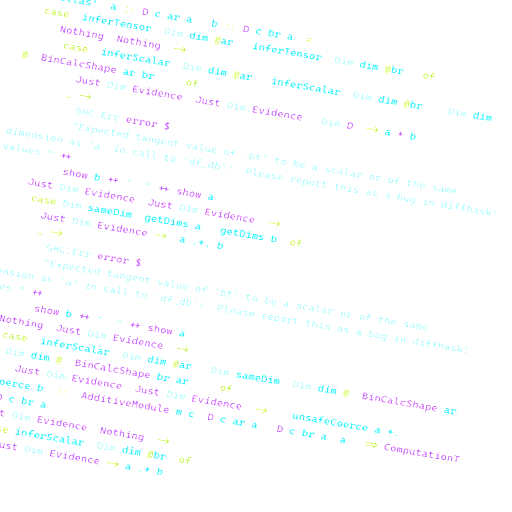 a :: D c ar a   b :: D c br a =
case inferTensor Dim.dim @ar   inferTensor Dim.dim @br   of
Nothing Nothing ->
case inferScalar Dim.dim @ar   inferScalar Dim.dim @br   Dim.dim
@ BinCalcShape ar br   of
Just Dim.Evidence Just Dim.Evidence   Dim.D -> a + b
_ ->
GHC.Err.error $
"Expected tangent value of `bt` to be a scalar or of the same
dimension as `a` in call to `df_db`!  Please report this as a bug in diffhask!
values: " ++
show b ++ " " ++ show a
Just Dim.Evidence Just Dim.Evidence ->
case Dim.sameDim  getDims a   getDims b  of
Just Dim.Evidence -> a .+. b
_ ->
GHC.Err.error $
"Expected tangent value of `bt` to be a scalar or of the same
ension as `a` in call to `df_db`!  Please report this as a bug in diffhask!
es: " ++
show b ++ " " ++ show a
Nothing Just Dim.Evidence ->
case inferScalar Dim.dim @ar   Dim.sameDim Dim.dim @ BinCalcShape ar
Dim.dim @ BinCalcShape br ar   of
Just Dim.Evidence Just Dim.Evidence ->   unsafeCoerce a +.
oerce b ::  AdditiveModule m c  D c ar a   D c br a  a  => ComputationT
c br a
t Dim.Evidence Nothing ->
e inferScalar Dim.dim @br  of
ust Dim.Evidence -> a .+ b